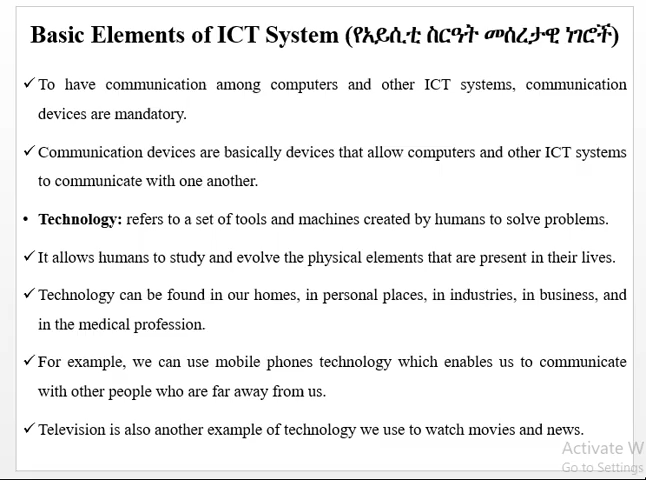 Basic Elements of ICT System (የአይሲቲ ስርዓት መሰረታዊ ነገሮች)
✓ To have communication among computers and other ICT systems, communication
devices are mandatory.
✓ Communication devices are basically devices that allow computers and other ICT systems
to communicate with one another.
• Technology: refers to a set of tools and machines created by humans to solve problems.
✓ It allows humans to study and evolve the physical elements that are present in their lives.
✓ Technology can be found in our homes, in personal places, in industries, in business, and
in the medical profession.
✓ For example, we can use mobile phones technology which enables us to communicate
with other people who are far away from us.
✓ Television is also another example of technology we use to watch movies and news.
Activate W
Go to Settings